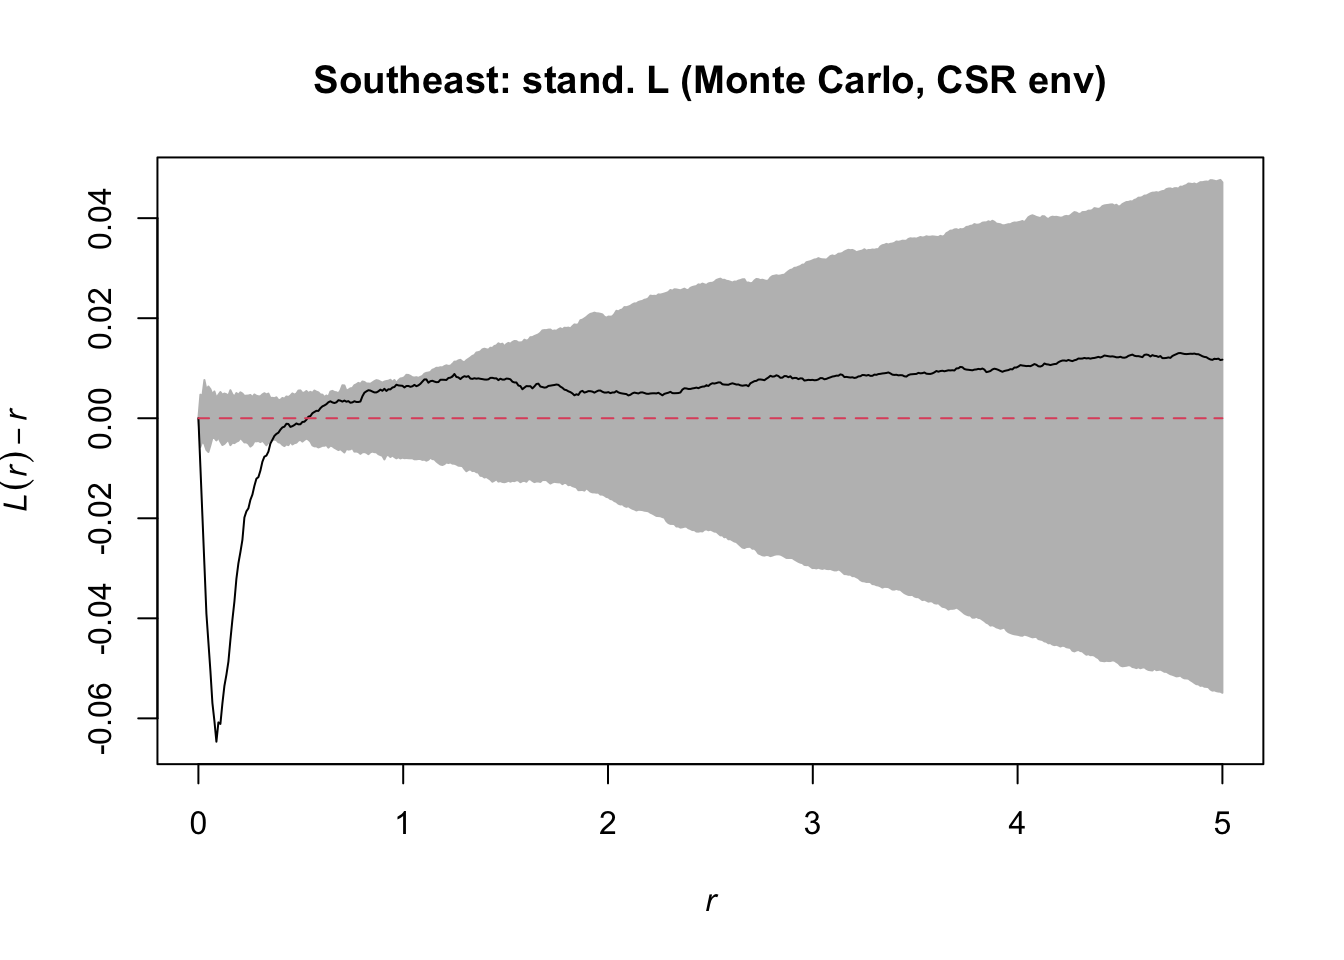 Southeast: stand. L (Monte Carlo, CSR env)
L(r) − r
0.04
0.02
0.00
-0.02
-0.04
-0.06
0 1 2 3 4 5
r